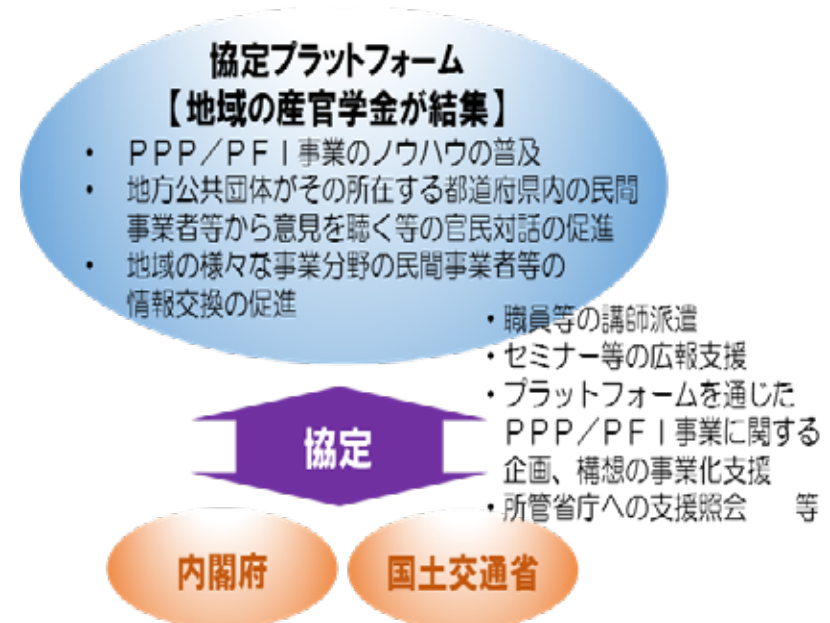 協定プラットフォーム
【地域の産官学金が結集】
・ ＰＰＰ／ＰＦＩ事業のノウハウの普及
・ 地方公共団体がその所在する都道府県内の民間
事業者等から意見を聴く等の官民対話の促進
・ 地域の様々な事業分野の民間事業者等の
情報交換の促進
・職員等の講師派遣
・セミナー等の広報支援
・プラットフォームを通じた
ＰＰＰ／ＰＦＩ事業に関する
企画、構想の事業化支援
・所管省庁への支援照会　等
協定
内閣府
国土交通省